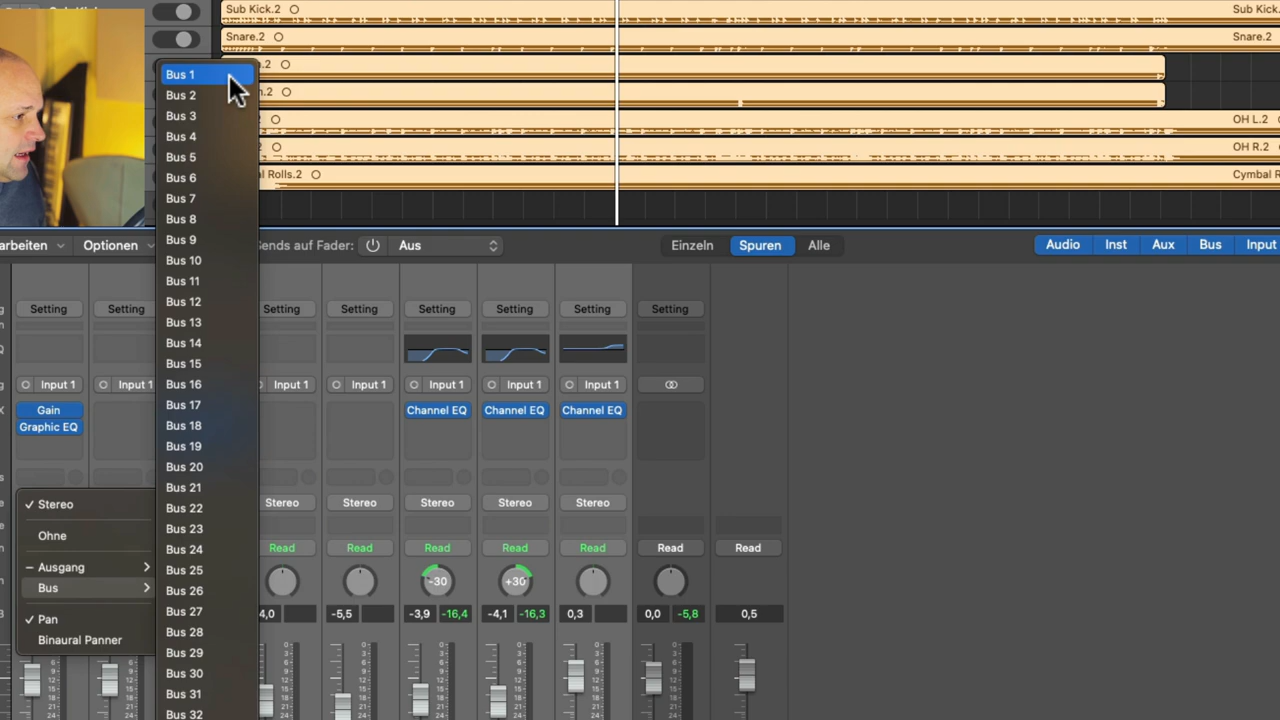 Sub Kick.2
Sub Kick.2
Snare.2
Snare.2
OH L.2
OH R.2
Cymbal R
Bus 1
Bus 2
Bus 3
Bus 4
Bus 5
Bus 6
Bus 7
Bus 8
Bus 9
Bus 10
Bus 11
Bus 12
Bus 13
Bus 14
Bus 15
Bus 16
Bus 17
Bus 18
Bus 19
Bus 20
Bus 21
Bus 22
Bus 23
Bus 24
Bus 25
Bus 26
Bus 27
Bus 28
Bus 29
Bus 30
Bus 31
Bus 32
arbeiten Optionen Sends auf Fader: Aus Einzeln Spuren Alle Audio Inst Aux Bus Input
Setting Setting Setting Setting Setting Setting Setting Setting
Input 1 Input 1 Input 1 Input 1 Input 1 Input 1 Input 1
Gain Channel EQ Channel EQ Channel EQ
Graphic EQ
Stereo Stereo Stereo Stereo Stereo
✓ Stereo
Ohne
– Ausgang >
Bus >
✓ Pan
Binaural Panner
Read Read Read Read Read Read Read
-30 +30
4,0 -5,5 -3,9 -16,4 -4,1 -16,3 0,3 0,0 -5,8 0,5